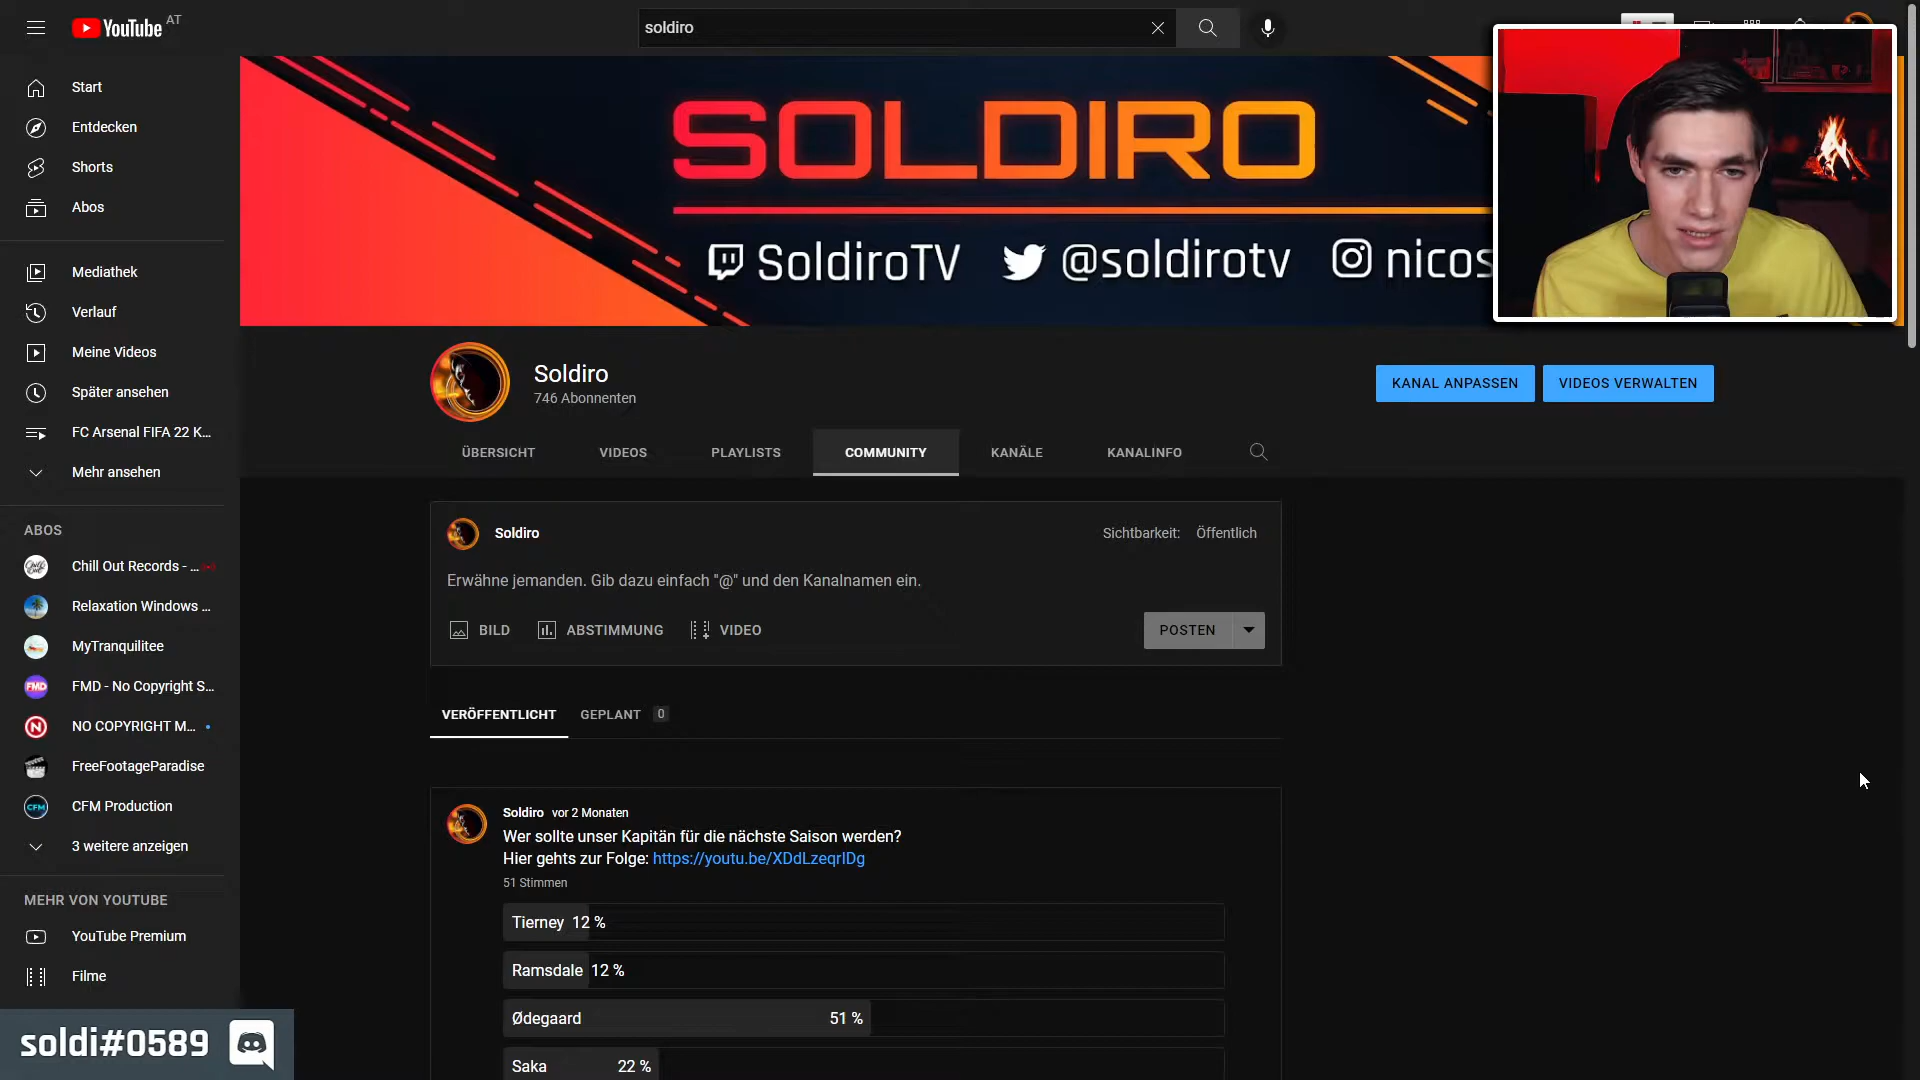 YouTube AT
soldiro
Start
Entdecken
Shorts
Abos
Mediathek
Verlauf
Meine Videos
Später ansehen
FC Arsenal FIFA 22 K...
Mehr ansehen
ABOS
Chill Out Records - ...
Relaxation Windows ...
MyTranquilitee
FMD
FMD - No Copyright S...
N
NO COPYRIGHT M...
FreeFootageParadise
CFM
CFM Production
3 weitere anzeigen
MEHR VON YOUTUBE
YouTube Premium
Filme
soldi#0589
SOLDIRO
SoldiroTV @soldirotv nicos
Soldiro
746 Abonnenten
KANAL ANPASSEN VIDEOS VERWALTEN
ÜBERSICHT VIDEOS PLAYLISTS COMMUNITY KANÄLE KANALINFO
Soldiro Sichtbarkeit: Öffentlich
Erwähne jemanden. Gib dazu einfach "@" und den Kanalnamen ein.
BILD ABSTIMMUNG VIDEO POSTEN
VERÖFFENTLICHT GEPLANT 0
Soldiro vor 2 Monaten
Wer sollte unser Kapitän für die nächste Saison werden?
Hier gehts zur Folge: https://youtu.be/XDdLzeqrIDg
51 Stimmen
Tierney 12 %
Ramsdale 12 %
Ødegaard 51 %
Saka 22 %